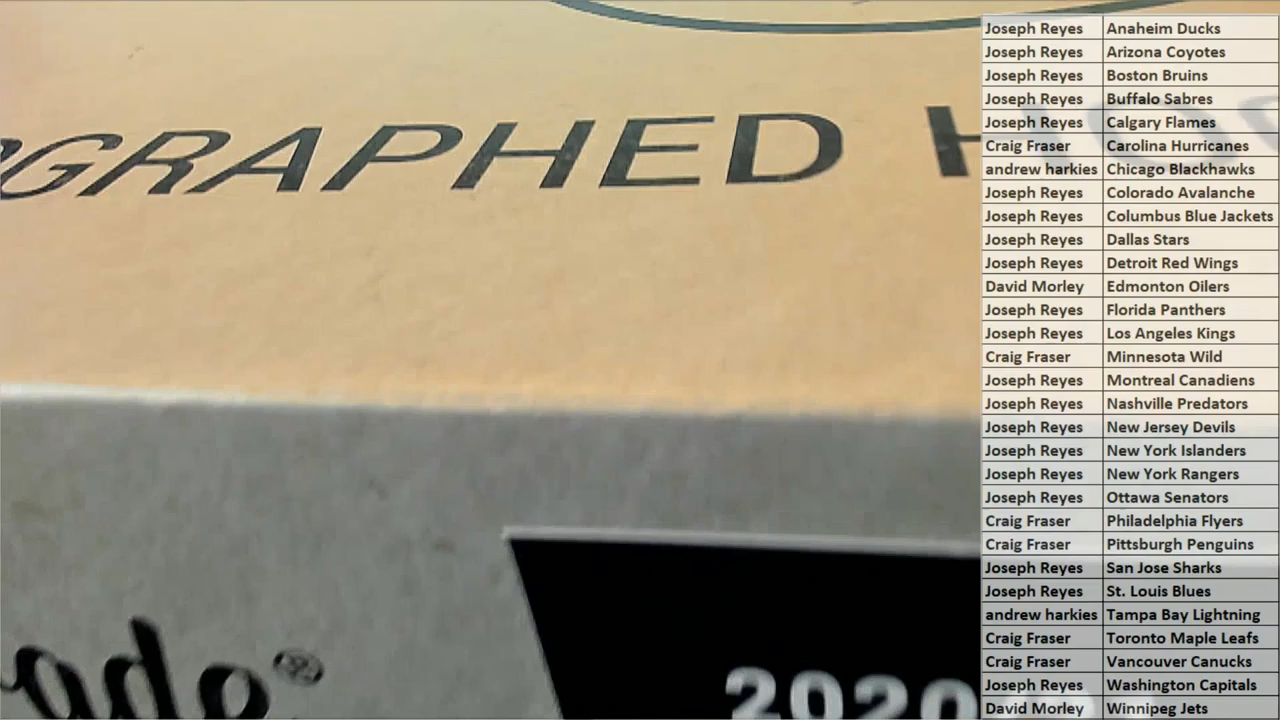 GRAPHED
Joseph Reyes Anaheim Ducks
Joseph Reyes Arizona Coyotes
Joseph Reyes Boston Bruins
Joseph Reyes Buffalo Sabres
Joseph Reyes Calgary Flames
Craig Fraser Carolina Hurricanes
andrew harkies Chicago Blackhawks
Joseph Reyes Colorado Avalanche
Joseph Reyes Columbus Blue Jackets
Joseph Reyes Dallas Stars
Joseph Reyes Detroit Red Wings
David Morley Edmonton Oilers
Joseph Reyes Florida Panthers
Joseph Reyes Los Angeles Kings
Craig Fraser Minnesota Wild
Joseph Reyes Montreal Canadiens
Joseph Reyes Nashville Predators
Joseph Reyes New Jersey Devils
Joseph Reyes New York Islanders
Joseph Reyes New York Rangers
Joseph Reyes Ottawa Senators
Craig Fraser Philadelphia Flyers
Craig Fraser Pittsburgh Penguins
Joseph Reyes San Jose Sharks
Joseph Reyes St. Louis Blues
andrew harkies Tampa Bay Lightning
Craig Fraser Toronto Maple Leafs
Craig Fraser Vancouver Canucks
Joseph Reyes Washington Capitals
David Morley Winnipeg Jets
ado®
2020